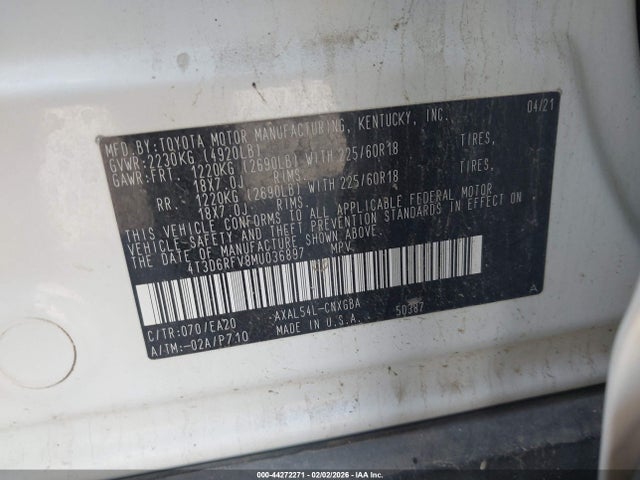 MFD.BY:TOYOTA MOTOR MANUFACTURING, KENTUCKY, INC. 04/21
GVWR:2230KG (4920LB)
GAWR:FRT. 1220KG (2690LB) WITH 225/60R18 TIRES,
18X7.0J RIMS.
RR. 1220KG (2690LB) WITH 225/60R18 TIRES,
18X7.0J RIMS.
THIS VEHICLE CONFORMS TO ALL APPLICABLE FEDERAL MOTOR
VEHICLE SAFETY AND THEFT PREVENTION STANDARDS IN EFFECT ON
THE DATE OF MANUFACTURE SHOWN ABOVE.
4T3D6RFV8MU036887 MPV
A
C/TR:070/EA20 AXAL54L-CNXGBA 50387
A/TM:-02A/P710 MADE IN U.S.A.
000-44272271 - 02/02/2026 - IAAI, Copyright